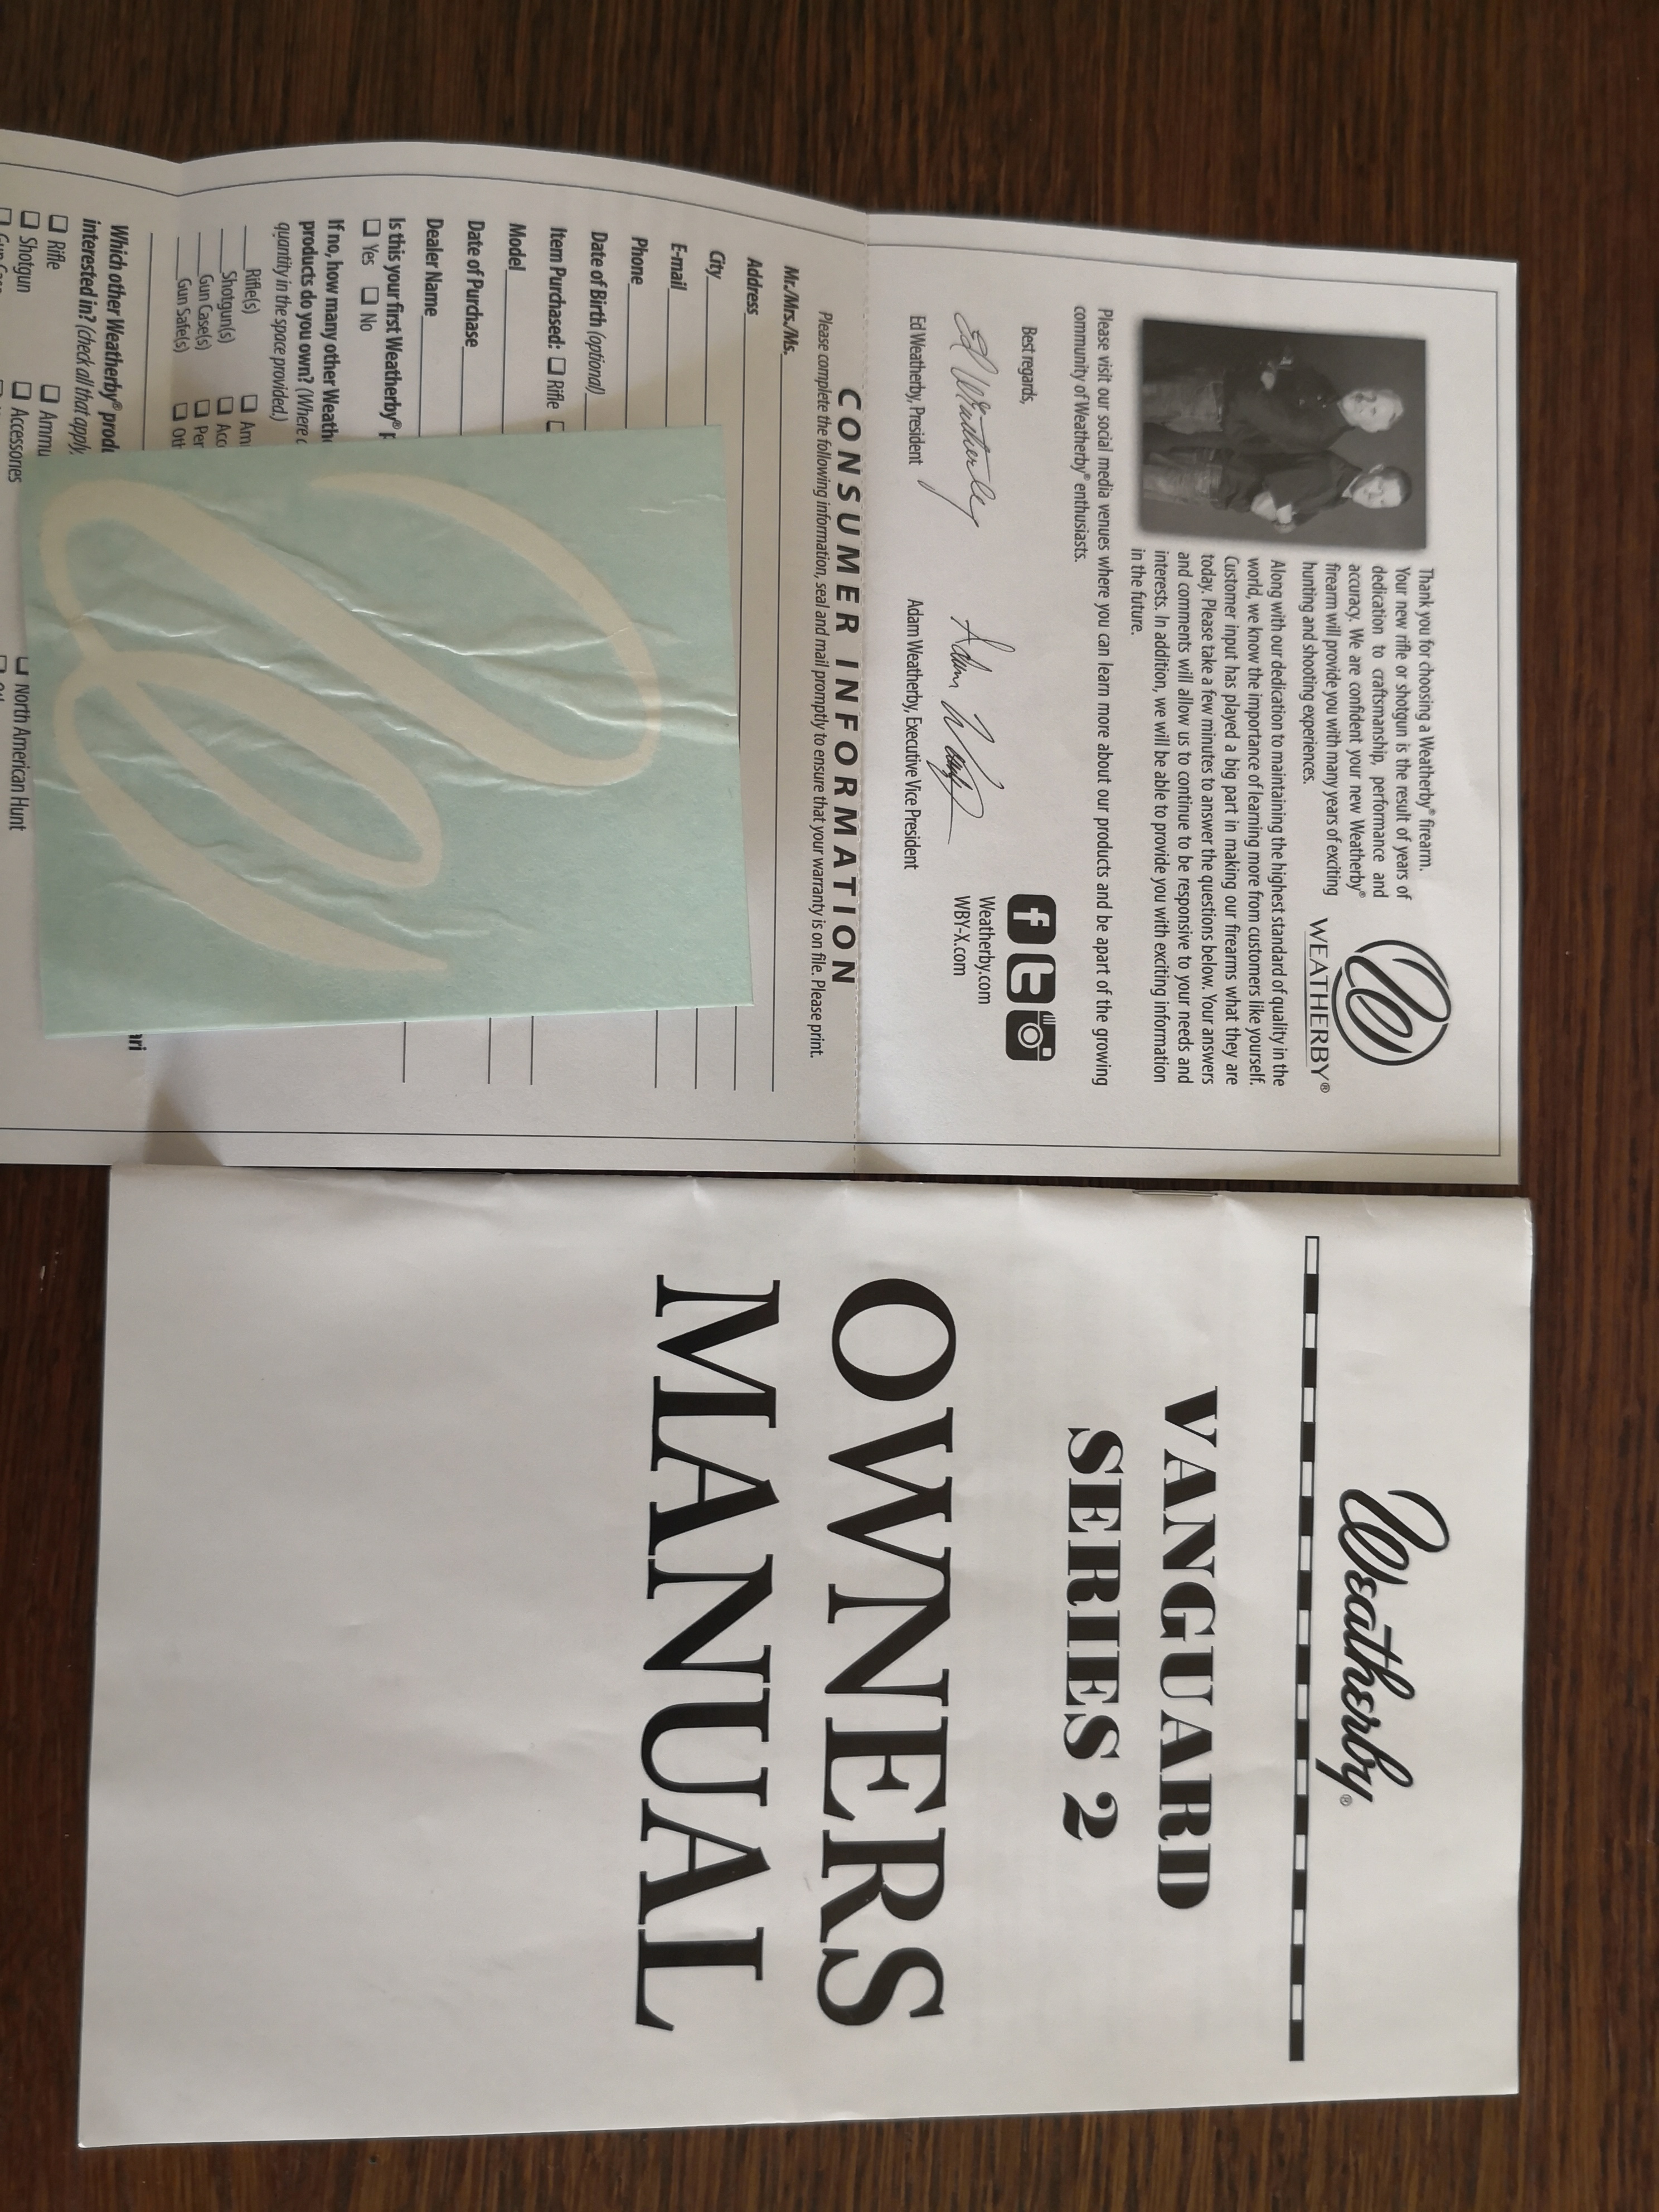 Thank you for choosing a Weatherby® firearm.
Your new rifle or shotgun is the result of years of
dedication to craftsmanship, performance and
accuracy. We are confident your new Weatherby®
firearm will provide you with many years of exciting
hunting and shooting experiences.
WEATHERBY®
Along with our dedication to maintaining the highest standard of quality in the
world, we know the importance of learning more from customers like yourself.
Customer input has played a big part in making our firearms what they are
today. Please take a few minutes to answer the questions below. Your answers
and comments will allow us to continue to be responsive to your needs and
interests. In addition, we will be able to provide you with exciting information
in the future.
Please visit our social media venues where you can learn more about our products and be apart of the growing
community of Weatherby® enthusiasts.
Best regards,
Ed Weatherby
Adam
Ed Weatherby, President
Adam Weatherby, Executive Vice President
Weatherby.com
WBY-X.com
CONSUMER INFORMATION
Please complete the following information, seal and mail promptly to ensure that your warranty is on file. Please print.
Mr./Mrs./Ms.
Address
City
E-mail
Phone
Date of Birth (optional)
Item Purchased: ❑ Rifle
Model
Date of Purchase
Dealer Name
Is this your first Weatherby®
❑ Yes ❑ No
If no, how many other Weath
products do you own? (Where
quantity in the space provided.)
Rifle(s) ❑ Am
Shotgun(s) ❑ Acc
Gun Case(s) ❑ Per
Gun Safe(s) ❑ Oth
Which other Weatherby® prod
interested in? (check all that apply
❑ Rifle ❑ Ammu
❑ Shotgun ❑ Accessories ❑ North American Hunt
ari
Weatherby®
VANGUARD
SERIES 2
OWNERS
MANUAL